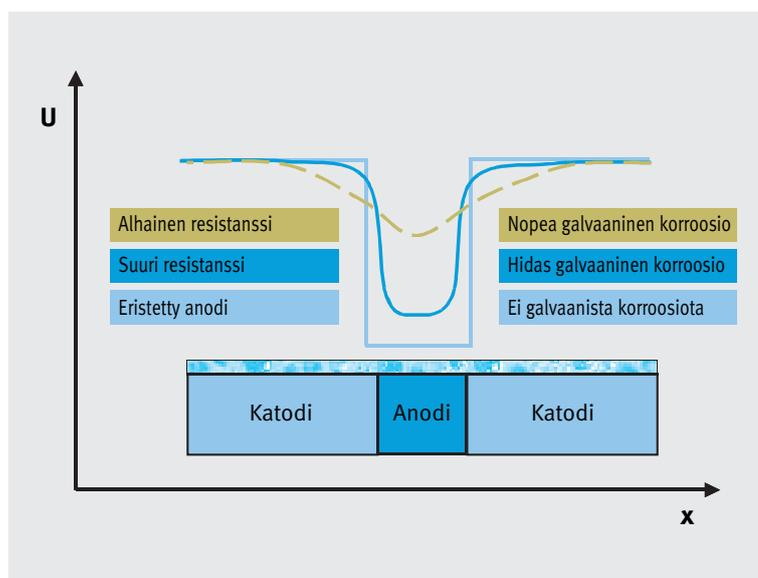 U
Alhainen resistanssi
Nopea galvaaninen korroosio
Suuri resistanssi
Hidas galvaaninen korroosio
Eristetty anodi
Ei galvaanista korroosiota
Katodi
Anodi
Katodi
x